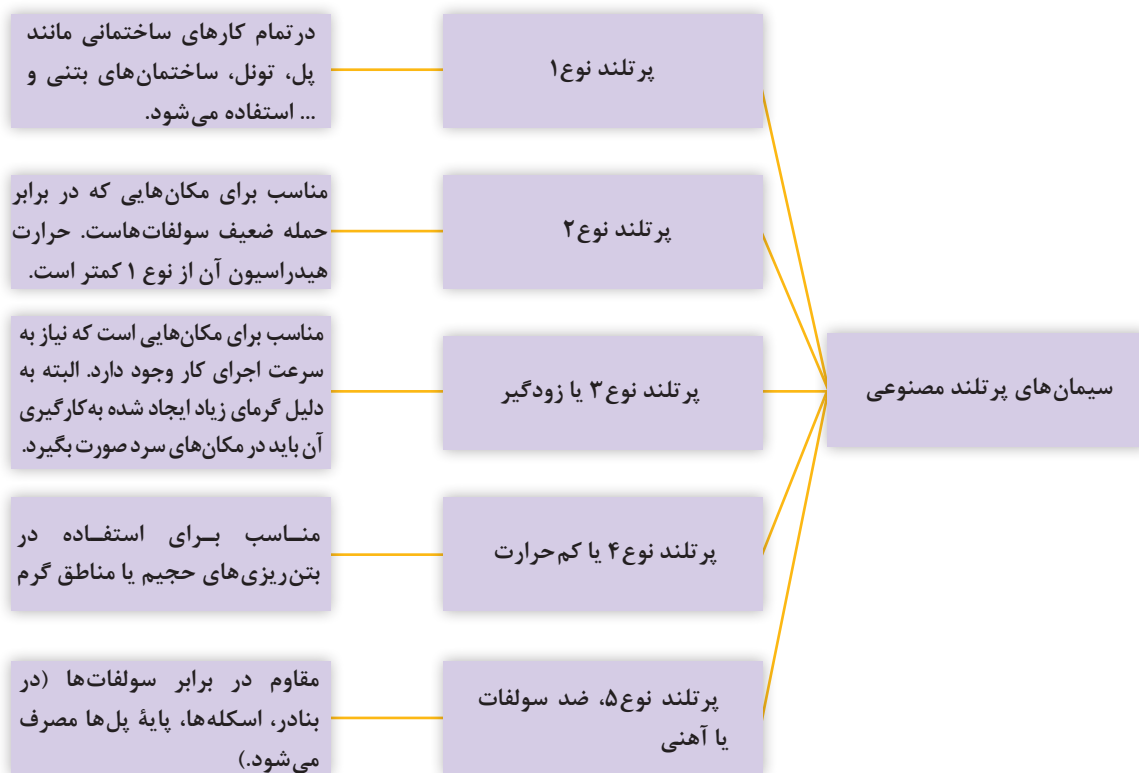 سیمان‌های پرتلند مصنوعی
پرتلند نوع۱
درتمام کارهای ساختمانی مانند
پل، تونل، ساختمان‌های بتنی و
... استفاده می‌شود.
پرتلند نوع۲
مناسب برای مکان‌هایی که در برابر
حمله ضعیف سولفات‌هاست. حرارت
هیدراسیون آن از نوع ۱ کمتر است.
پرتلند نوع۳ یا زودگیر
مناسب برای مکان‌هایی است که نیاز به
سرعت اجرای کار وجود دارد. البته به
دلیل گرمای زیاد ایجاد شده به‌کارگیری
آن باید در مکان‌های سرد صورت بگیرد.
پرتلند نوع۴ یا کم‌حرارت
منــاسب بــرای استفــاده در
بتن‌ریزی‌های حجیم یا مناطق گرم
پرتلند نوع۵، ضد سولفات
یا آهنی
مقاوم در برابر سولفات‌ها (در
بنادر، اسکله‌ها، پایۀ پل‌ها مصرف
می‌شود.)